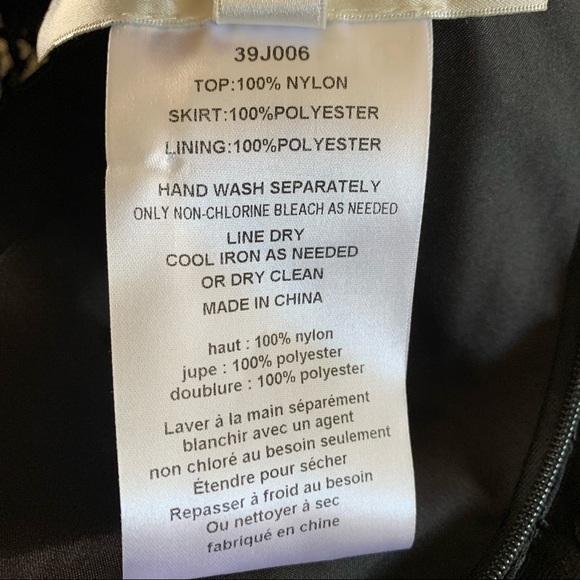 39J006
TOP:100% NYLON
SKIRT:100%POLYESTER
LINING:100%POLYESTER
HAND WASH SEPARATELY
ONLY NON-CHLORINE BLEACH AS NEEDED
LINE DRY
COOL IRON AS NEEDED
OR DRY CLEAN
MADE IN CHINA
haut : 100% nylon
jupe : 100% polyester
doublure : 100% polyester
Laver à la main séparément
blanchir avec un agent
non chloré au besoin seulement
Étendre pour sécher
Repasser à froid au besoin
Ou nettoyer à sec
fabriqué en chine